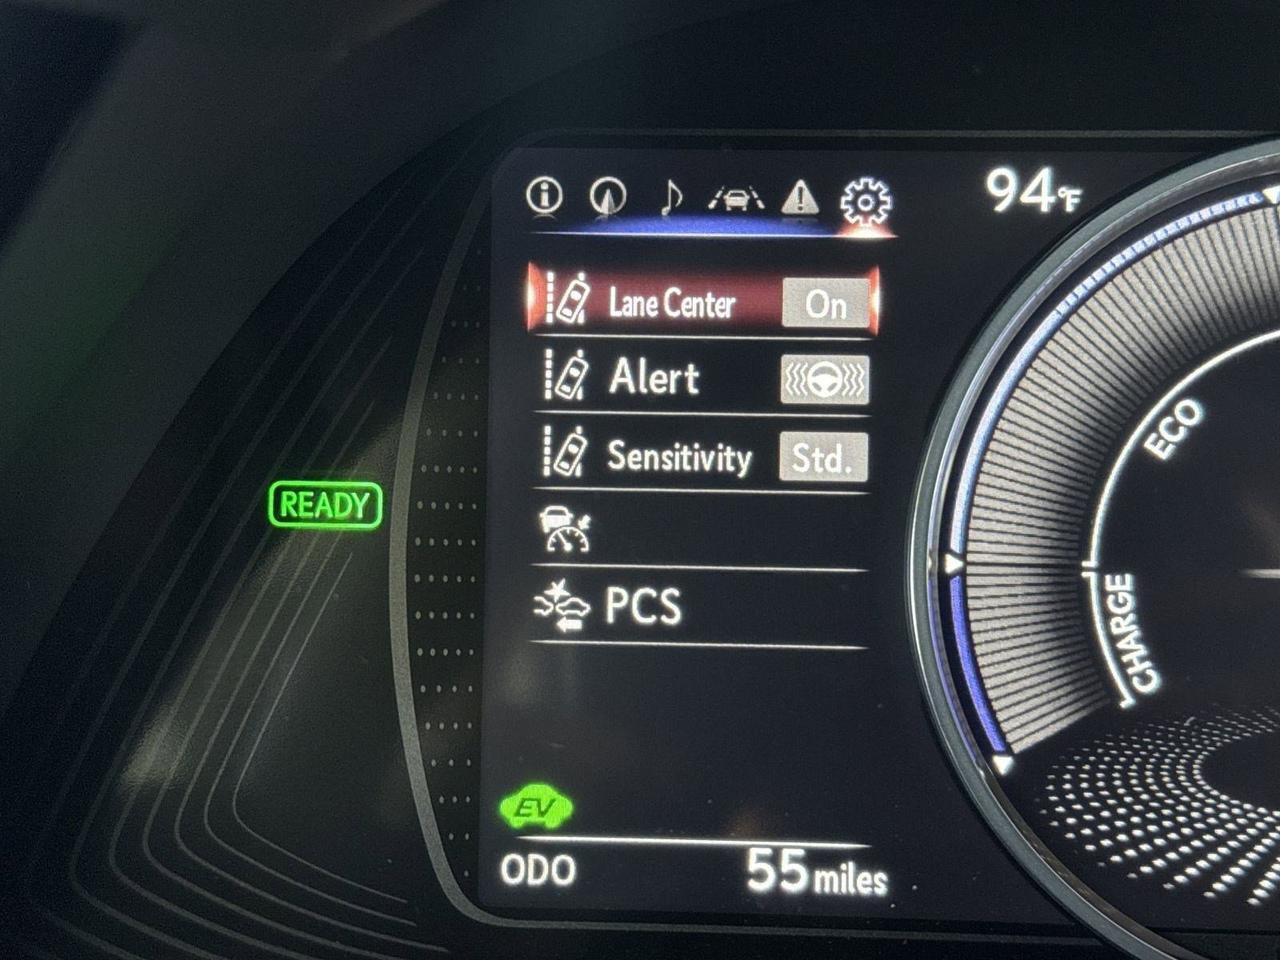 94°F
Lane Center On
Alert
Sensitivity Std.
PCS
READY
ECO
CHARGE
EV
ODO 55 miles